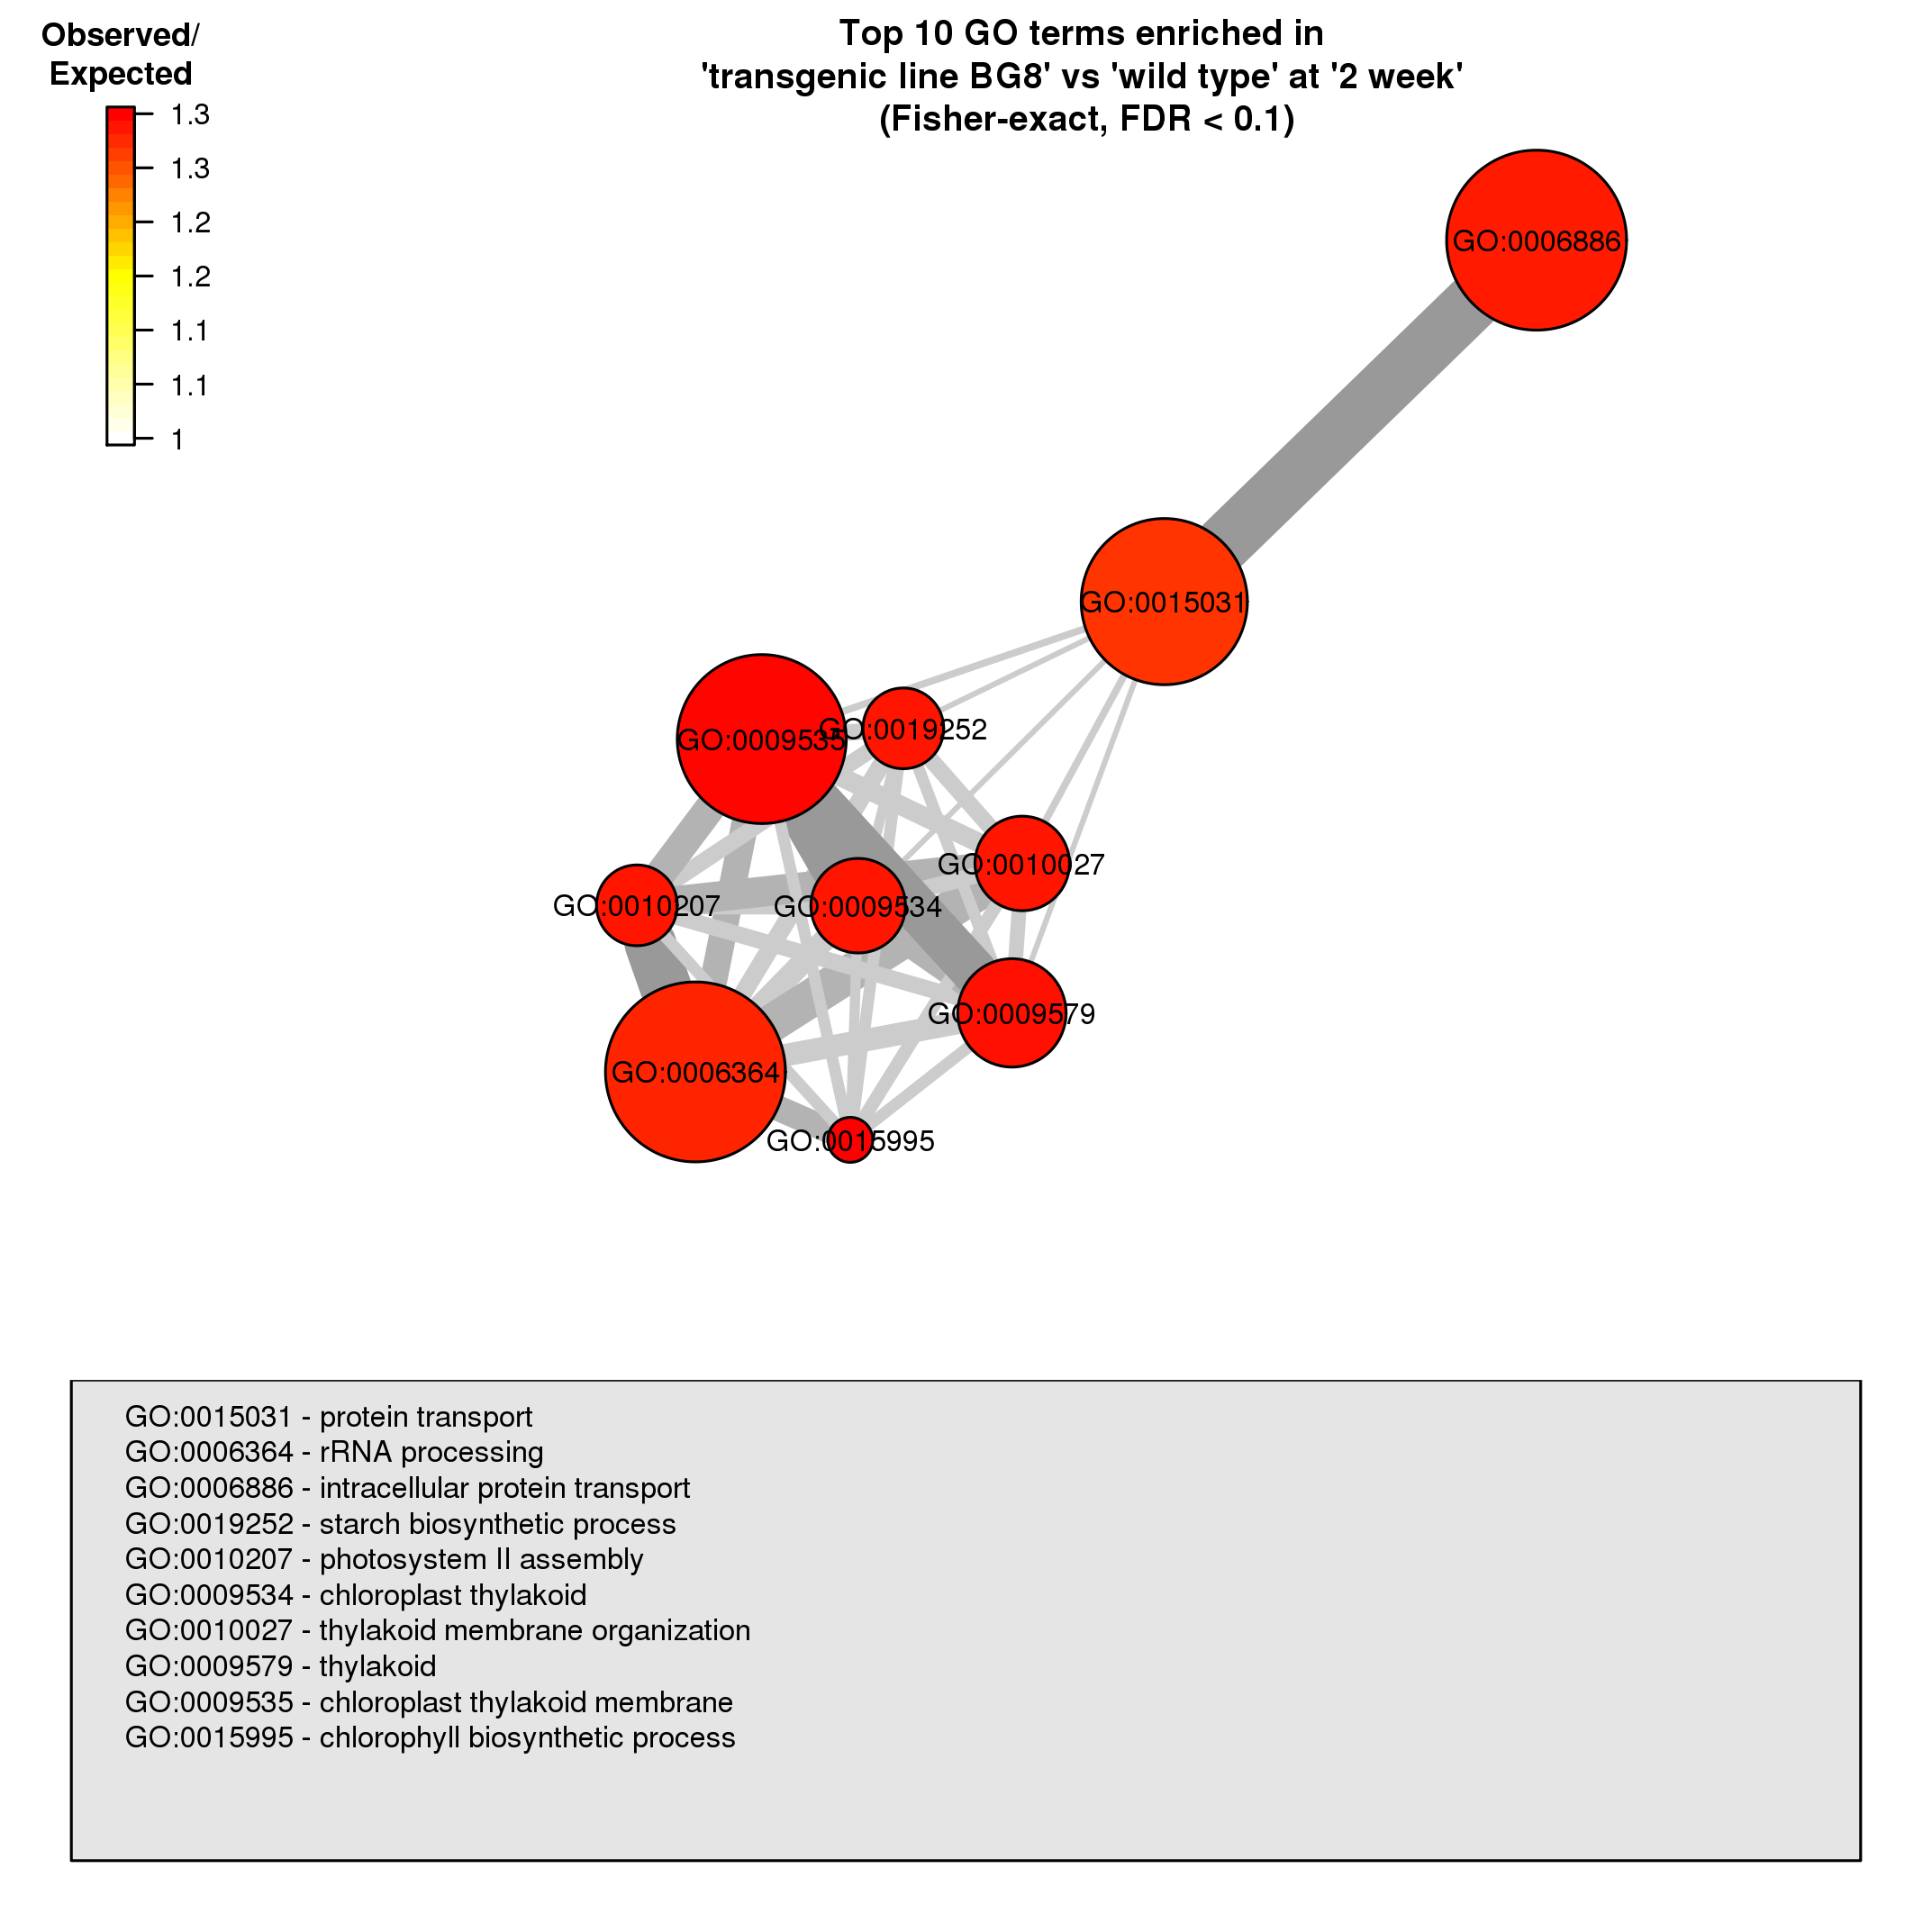 Observed/
Expected
1.3
1.3
1.2
1.2
1.1
1.1
1
Top 10 GO terms enriched in
'transgenic line BG8' vs 'wild type' at '2 week'
(Fisher-exact, FDR < 0.1)
GO:0006886
GO:0015031
GO:0009535
GO:0019252
GO:0010027
GO:0010207
GO:0009534
GO:0009579
GO:0006364
GO:0015995
GO:0015031 - protein transport
GO:0006364 - rRNA processing
GO:0006886 - intracellular protein transport
GO:0019252 - starch biosynthetic process
GO:0010207 - photosystem II assembly
GO:0009534 - chloroplast thylakoid
GO:0010027 - thylakoid membrane organization
GO:0009579 - thylakoid
GO:0009535 - chloroplast thylakoid membrane
GO:0015995 - chlorophyll biosynthetic process